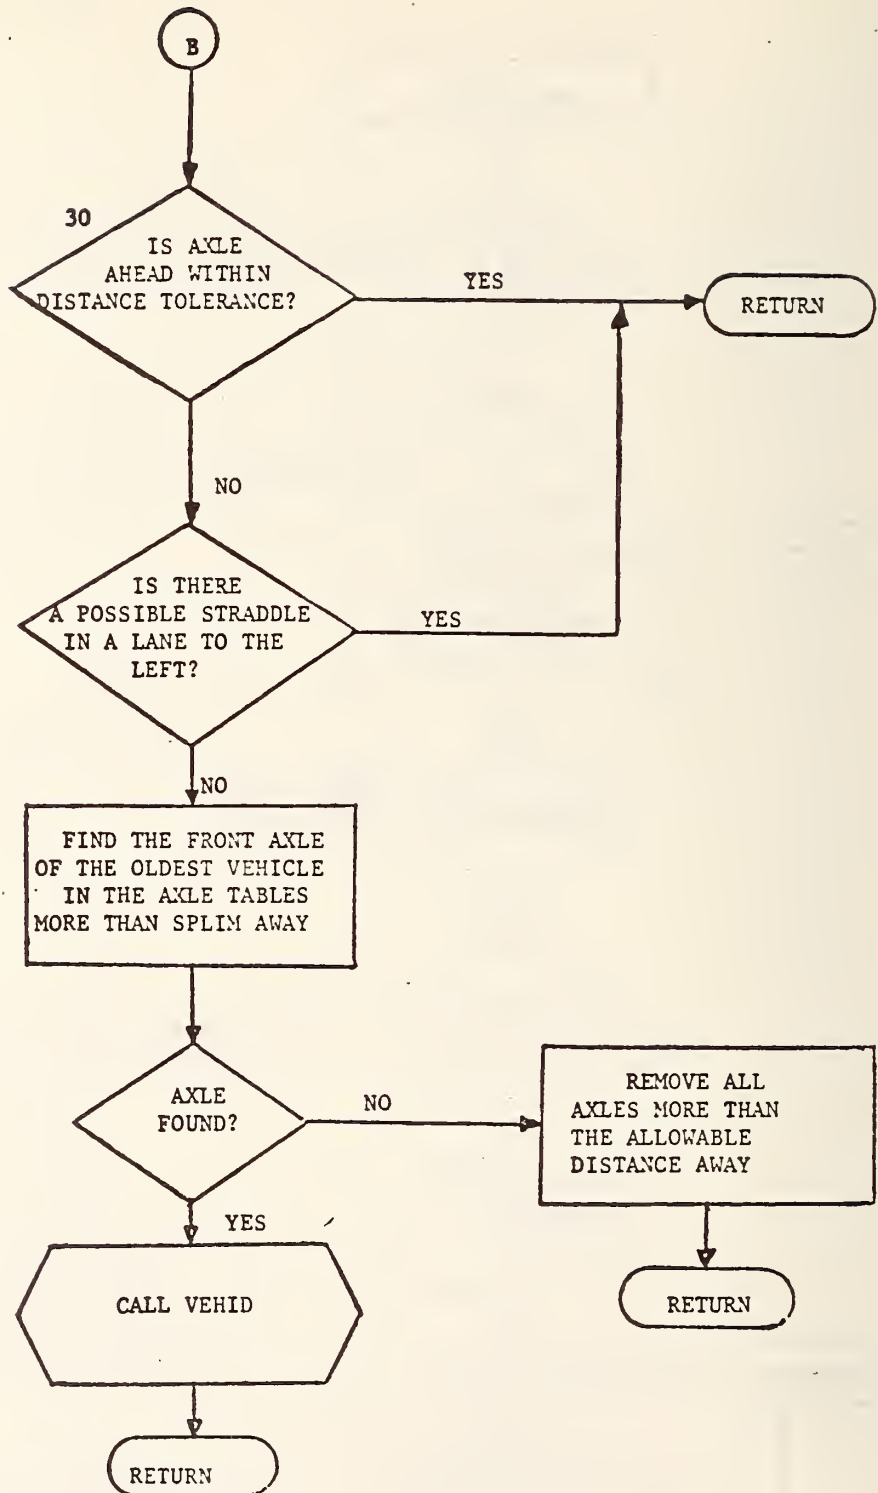 B
30
IS AXLE
AHEAD WITHIN
DISTANCE TOLERANCE?
YES
RETURN
NO
IS THERE
A POSSIBLE STRADDLE
IN A LANE TO THE
LEFT?
YES
NO
FIND THE FRONT AXLE
OF THE OLDEST VEHICLE
IN THE AXLE TABLES
MORE THAN SPLIM AWAY
AXLE
FOUND?
NO
REMOVE ALL
AXLES MORE THAN
THE ALLOWABLE
DISTANCE AWAY
YES
CALL VEHID
RETURN
RETURN